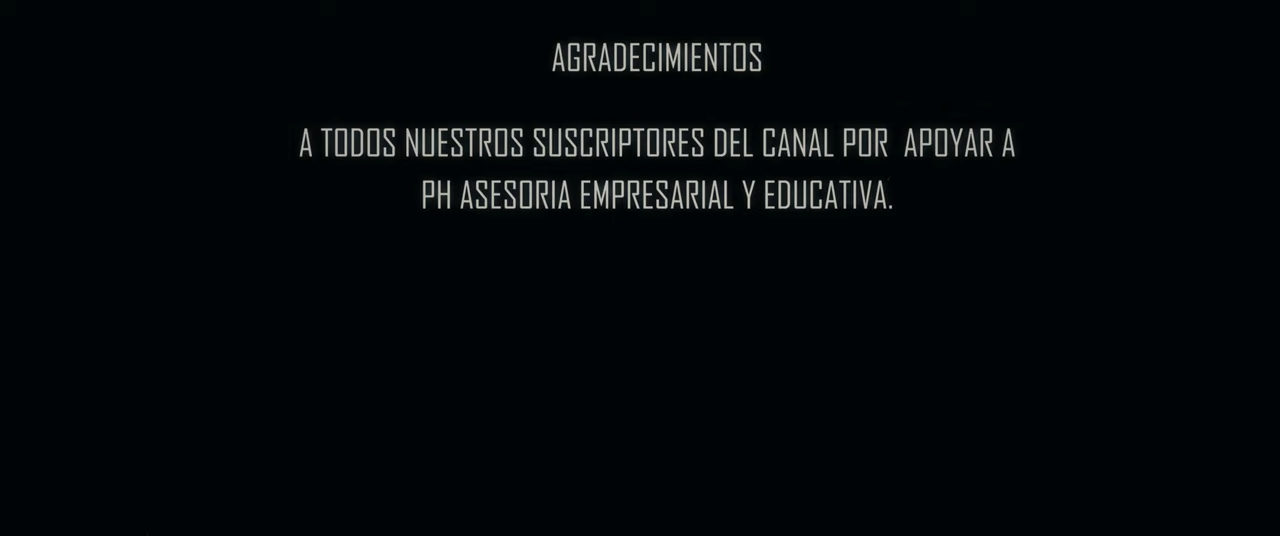 AGRADECIMIENTOS
A TODOS NUESTROS SUSCRIPTORES DEL CANAL POR  APOYAR A
PH ASESORIA EMPRESARIAL Y EDUCATIVA.